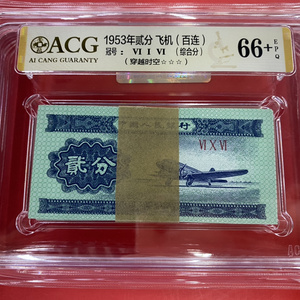 ACG
AI CANG GUARANTY
1953年贰分 飞机（百连）
冠号： VI I VI （综合分）
（穿越时空☆☆☆）
66+
EPQ
贰分
VI X VI